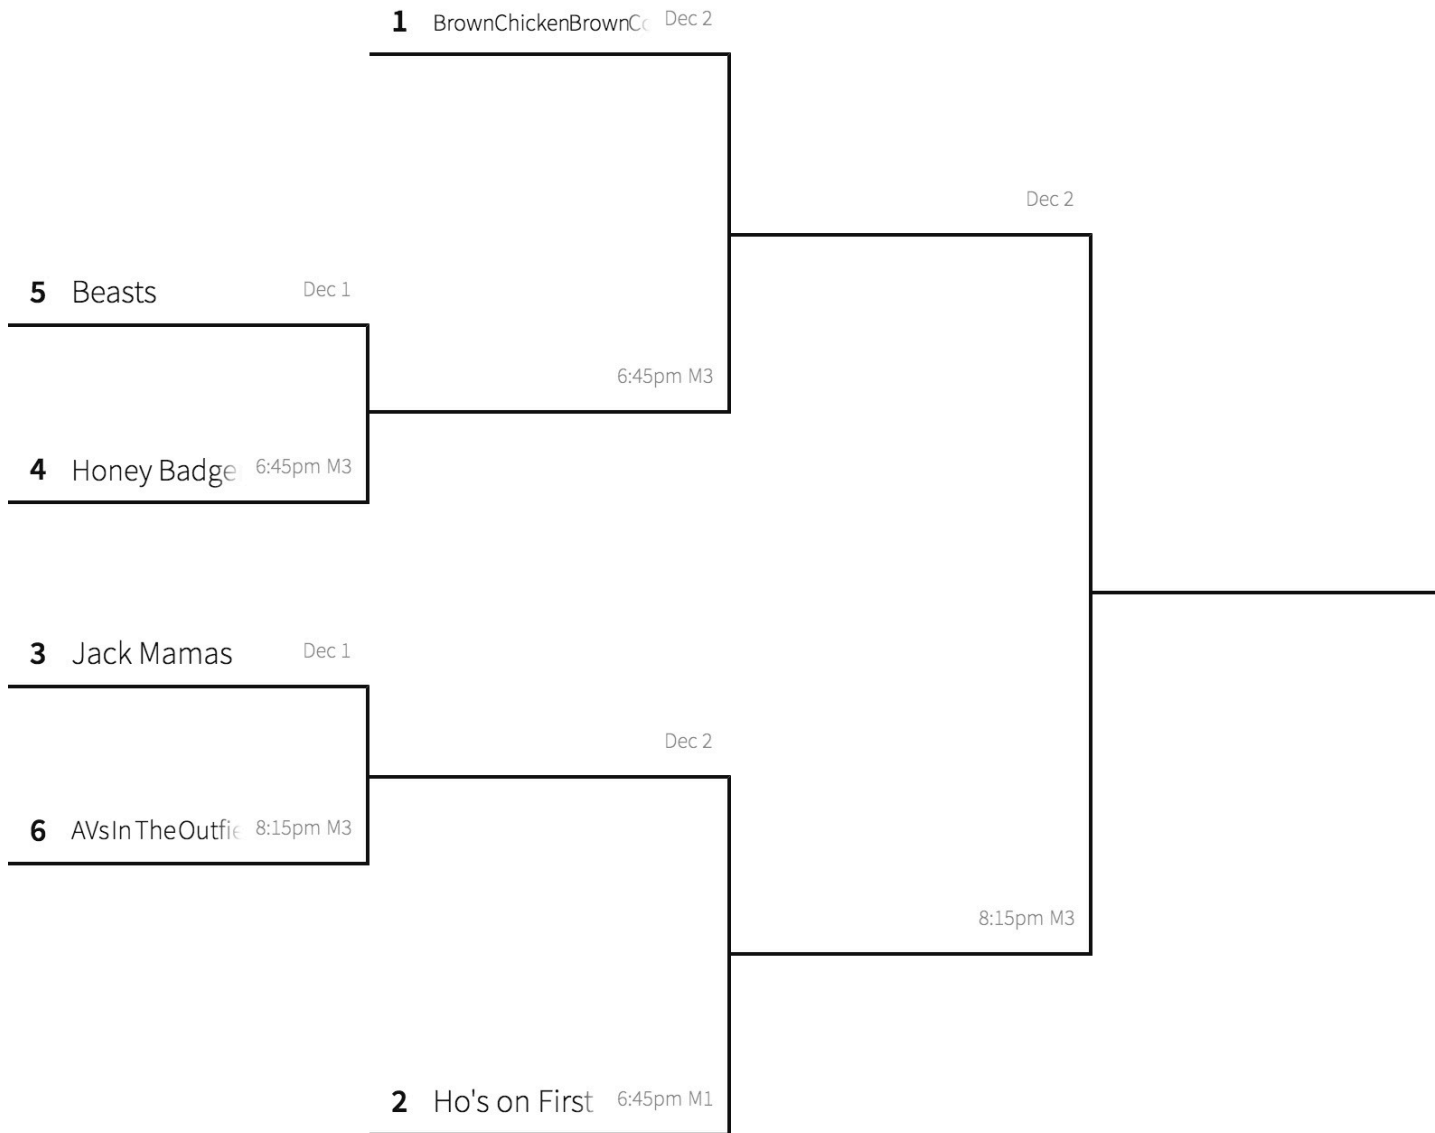 1 BrownChickenBrownCo Dec 2
Dec 2
5 Beasts Dec 1
6:45pm M3
4 Honey Badge 6:45pm M3
3 Jack Mamas Dec 1
Dec 2
6 AVsInTheOutfie 8:15pm M3
8:15pm M3
2 Ho's on First 6:45pm M1